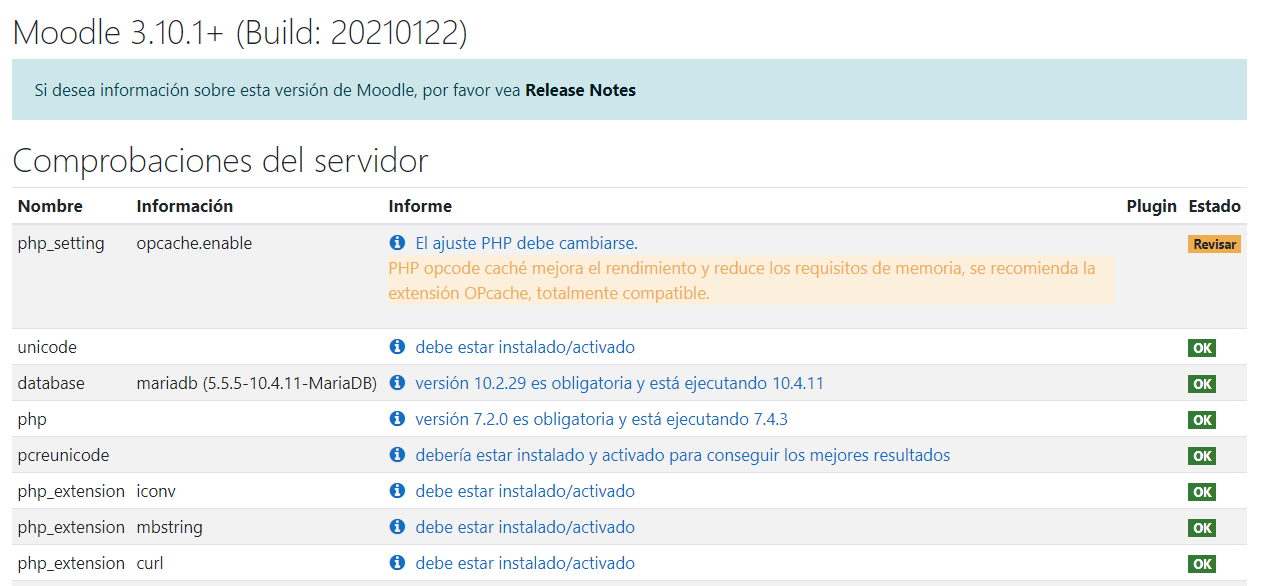 Moodle 3.10.1+ (Build: 20210122)
Si desea información sobre esta versión de Moodle, por favor vea Release Notes
Comprobaciones del servidor
Nombre Información Informe Plugin Estado
php_setting opcache.enable El ajuste PHP debe cambiarse. Revisar
PHP opcode caché mejora el rendimiento y reduce los requisitos de memoria, se recomienda la
extensión OPcache, totalmente compatible.
unicode debe estar instalado/activado OK
database mariadb (5.5.5-10.4.11-MariaDB) versión 10.2.29 es obligatoria y está ejecutando 10.4.11 OK
php versión 7.2.0 es obligatoria y está ejecutando 7.4.3 OK
pcreunicode debería estar instalado y activado para conseguir los mejores resultados OK
php_extension iconv debe estar instalado/activado OK
php_extension mbstring debe estar instalado/activado OK
php_extension curl debe estar instalado/activado OK